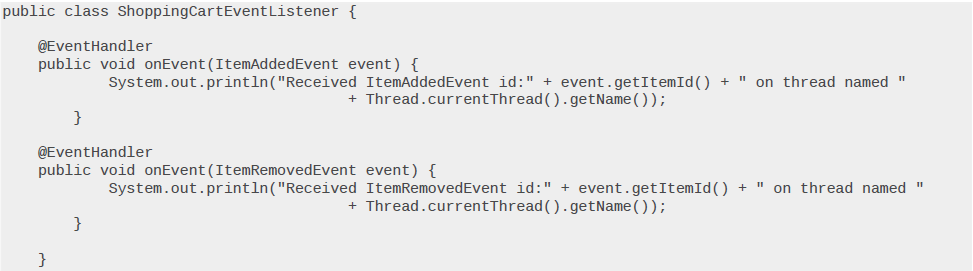 public class ShoppingCartEventListener {
@EventHandler
public void onEvent(ItemAddedEvent event) {
System.out.println("Received ItemAddedEvent id:" + event.getItemId() + " on thread named "
+ Thread.currentThread().getName());
}
@EventHandler
public void onEvent(ItemRemovedEvent event) {
System.out.println("Received ItemRemovedEvent id:" + event.getItemId() + " on thread named "
+ Thread.currentThread().getName());
}
}